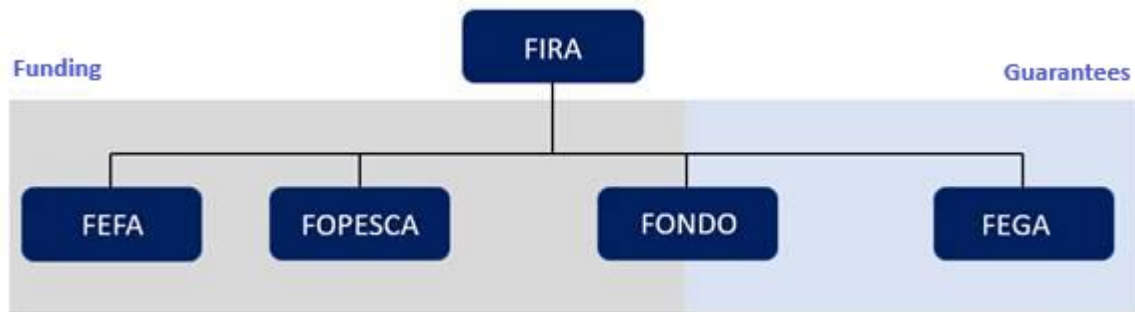 FIRA
Funding
Guarantees
FEFA
FOPESCA
FONDO
FEGA